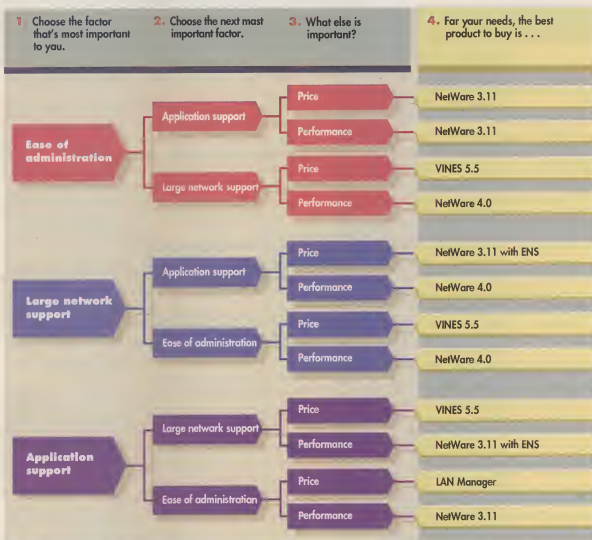 1. Choose the factor
that's most important
to you.
2. Choose the next mast
important factor.
3. What else is
important?
4. Far your needs, the best
product to buy is . . .
Ease of
administration
Application support
Price
NetWare 3.11
Performance
NetWare 3.11
Large network support
Price
VINES 5.5
Performance
NetWare 4.0
Large network
support
Application support
Price
NetWare 3.11 with ENS
Performance
NetWare 4.0
Ease of administration
Price
VINES 5.5
Performance
NetWare 4.0
Application
support
Large network support
Price
VINES 5.5
Performance
NetWare 3.11 with ENS
Ease of administration
Price
LAN Manager
Performance
NetWare 3.11